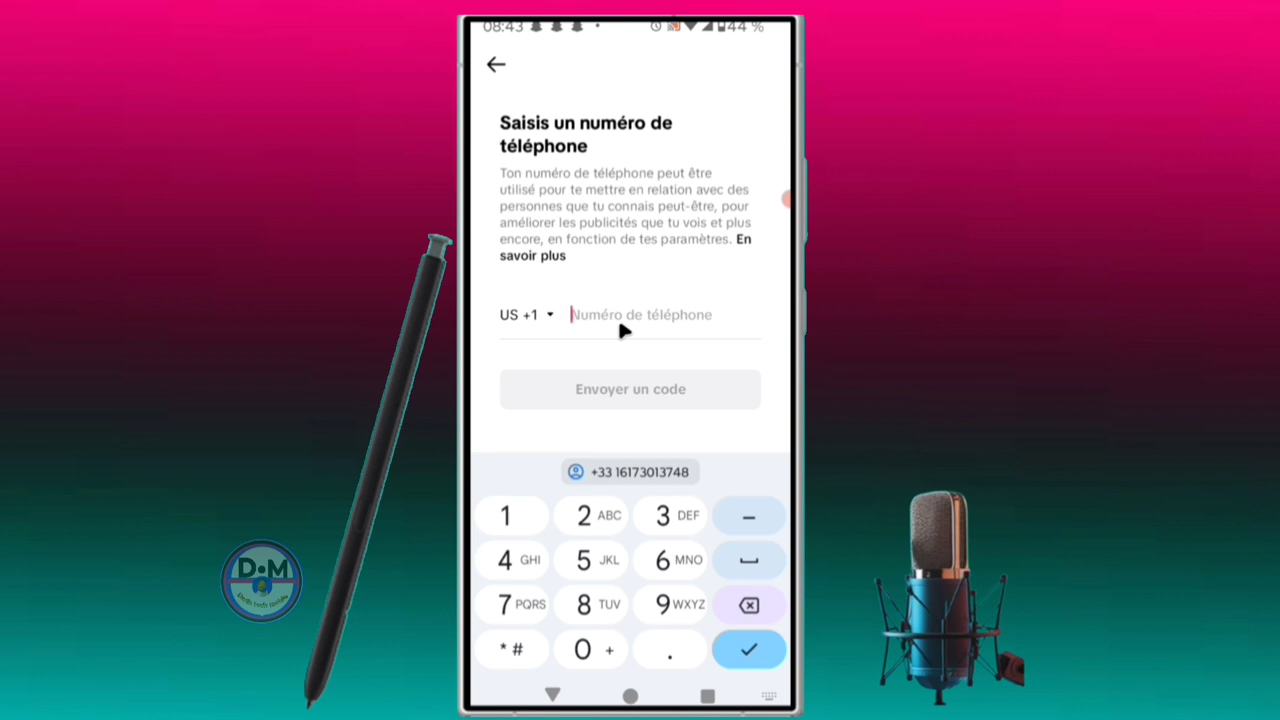 08:43
44 %
Saisis un numéro de
téléphone
Ton numéro de téléphone peut être
utilisé pour te mettre en relation avec des
personnes que tu connais peut-être, pour
améliorer les publicités que tu vois et plus
encore, en fonction de tes paramètres. En
savoir plus
US +1
Numéro de téléphone
Envoyer un code
+33 16173013748
1
2 ABC
3 DEF
–
4 GHI
5 JKL
6 MNO
7 PQRS
8 TUV
9 WXYZ
* #
0 +
.
D•M